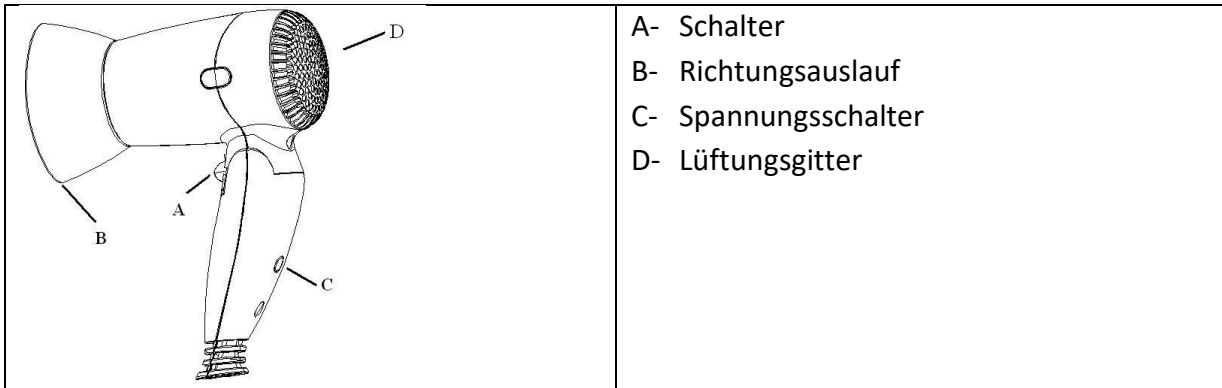 D
A
B
C
A- Schalter
B- Richtungsauslauf
C- Spannungsschalter
D- Lüftungsgitter